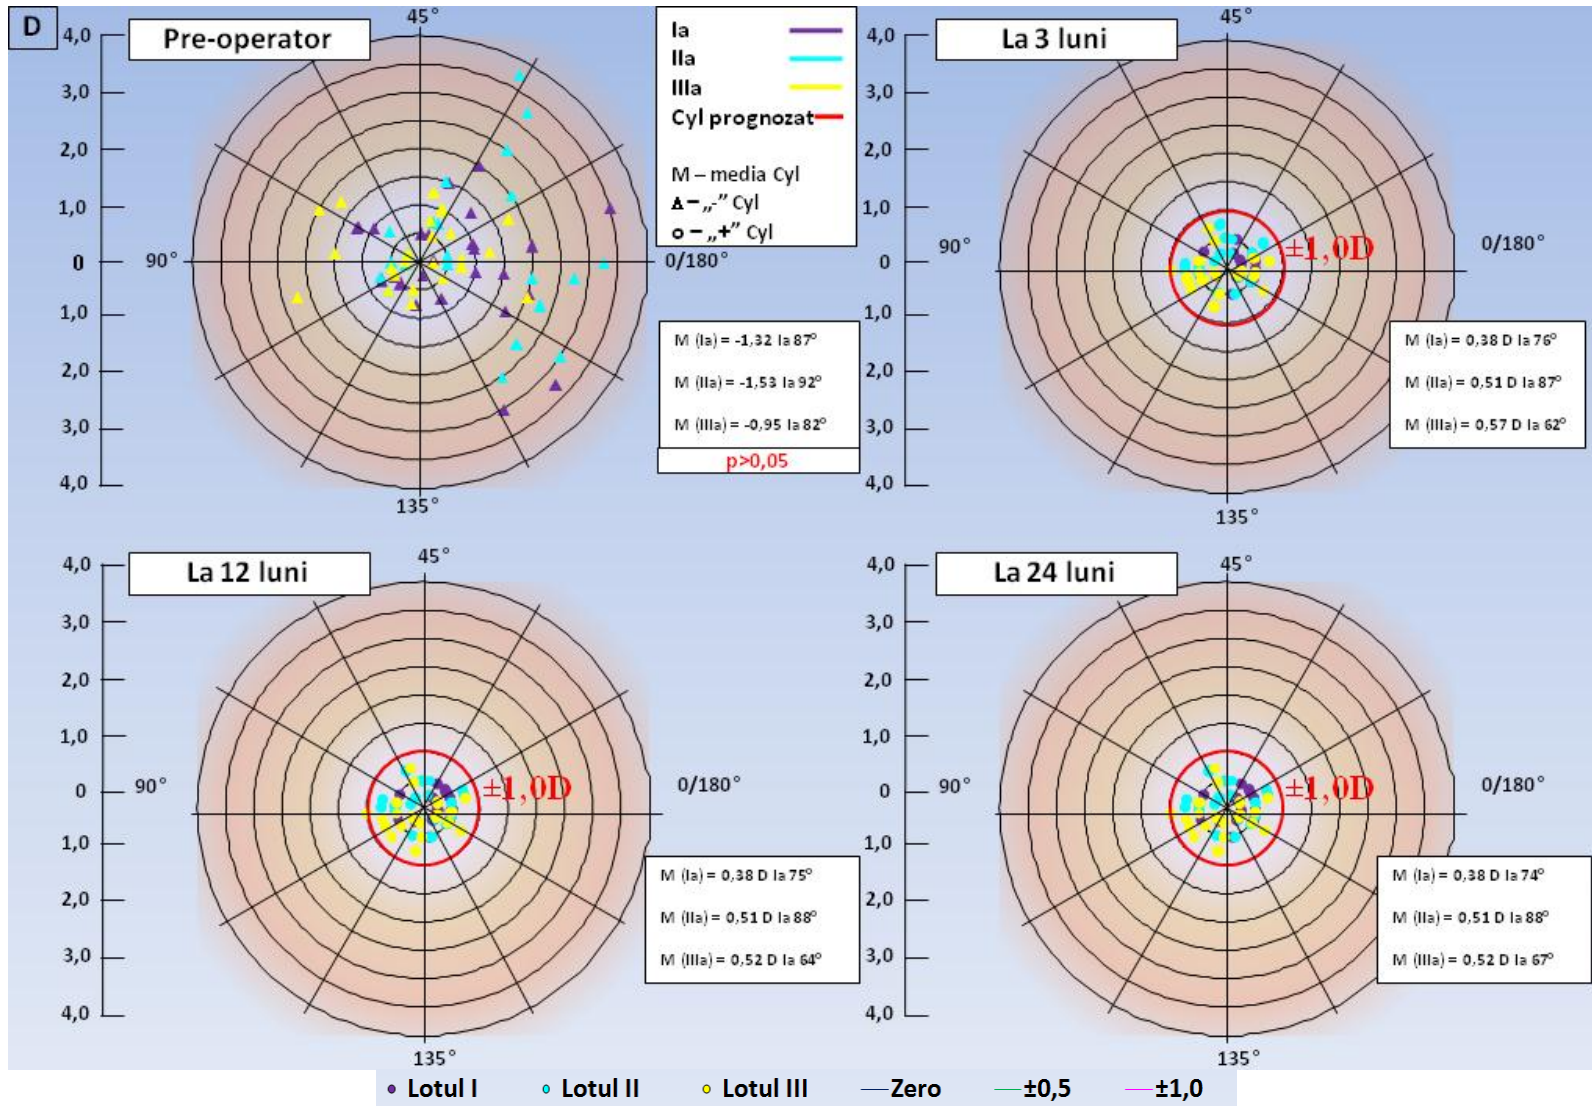 D
Pre-operator
45°
4,0
3,0
2,0
1,0
0
1,0
2,0
3,0
4,0
90°
0/180°
135°
Ia
IIa
IIIa
Cyl prognozat
M – media Cyl
– „-” Cyl
o – „+” Cyl
M (Ia) = -1,32 la 87°
M (IIa) = -1,53 la 92°
M (IIIa) = -0,95 la 82°
p>0,05
La 3 luni
45°
4,0
3,0
2,0
1,0
0
1,0
2,0
3,0
4,0
90°
±1,0D
0/180°
135°
M (Ia) = 0,38 D la 76°
M (IIa) = 0,51 D la 87°
M (IIIa) = 0,57 D la 62°
La 12 luni
45°
4,0
3,0
2,0
1,0
0
1,0
2,0
3,0
4,0
90°
±1,0D
0/180°
135°
M (Ia) = 0,38 D la 75°
M (IIa) = 0,51 D la 88°
M (IIIa) = 0,52 D la 64°
La 24 luni
45°
4,0
3,0
2,0
1,0
0
1,0
2,0
3,0
4,0
90°
±1,0D
0/180°
135°
M (Ia) = 0,38 D la 74°
M (IIa) = 0,51 D la 88°
M (IIIa) = 0,52 D la 67°
Lotul I Lotul II Lotul III Zero ±0,5 ±1,0